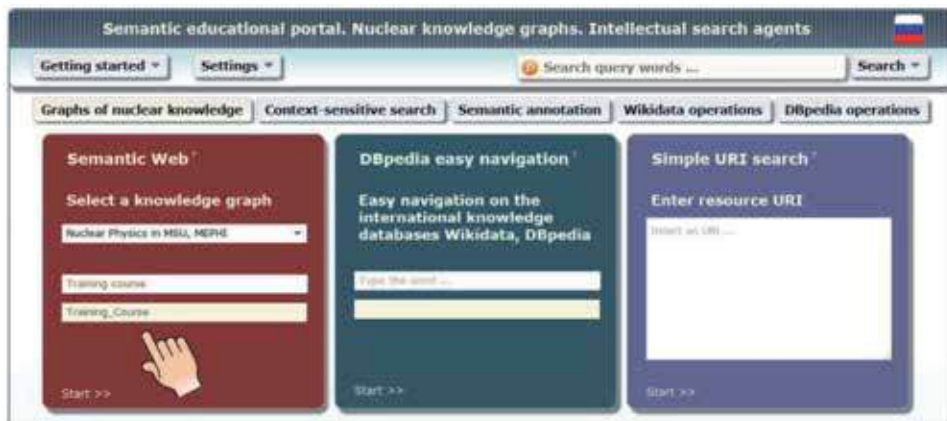 Semantic educational portal. Nuclear knowledge graphs. Intellectual search agents
Getting started Settings Search query words ... Search
Graphs of nuclear knowledge Context-sensitive search Semantic annotation Wikidata operations DBpedia operations
Semantic Web
Select a knowledge graph
Nuclear Physics in MSU, MEPHI
Training course
Training_Course
Start >>
DBpedia easy navigation
Easy navigation on the
international knowledge
databases Wikidata, DBpedia
Type the word ...
Start >>
Simple URI search
Enter resource URI
Insert an URI ...
Start >>